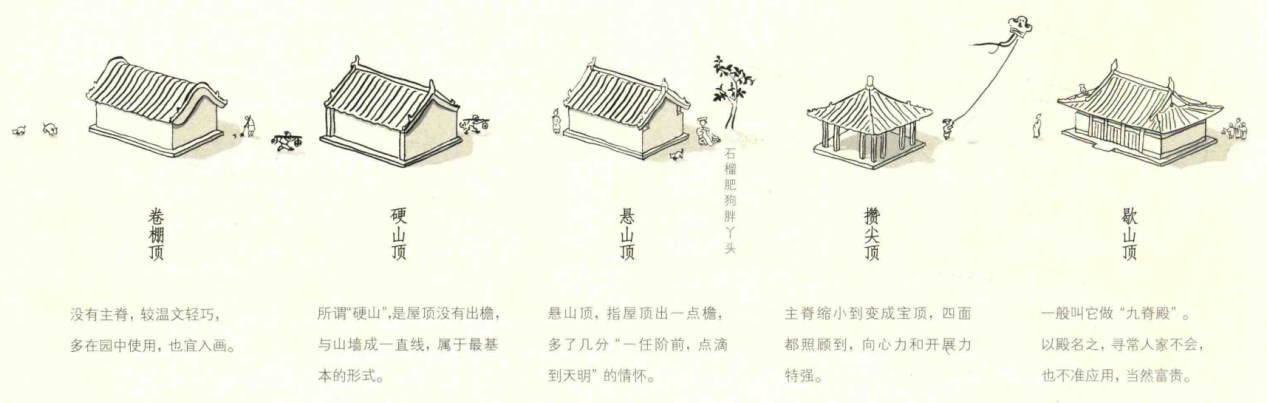 卷棚顶
没有主脊，较温文轻巧，
多在园中使用，也宜入画。
硬山顶
所谓“硬山”,是屋顶没有出檐，
与山墙成一直线，属于最基
本的形式。
悬山顶
石榴肥狗胖丫头
悬山顶，指屋顶出一点檐，
多了几分“一任阶前，点滴
到天明”的情怀。
攒尖顶
主脊缩小到变成宝顶，四面
都照顾到，向心力和开展力
特强。
歇山顶
一般叫它做“九脊殿”。
以殿名之，寻常人家不会，
也不准应用，当然富贵。